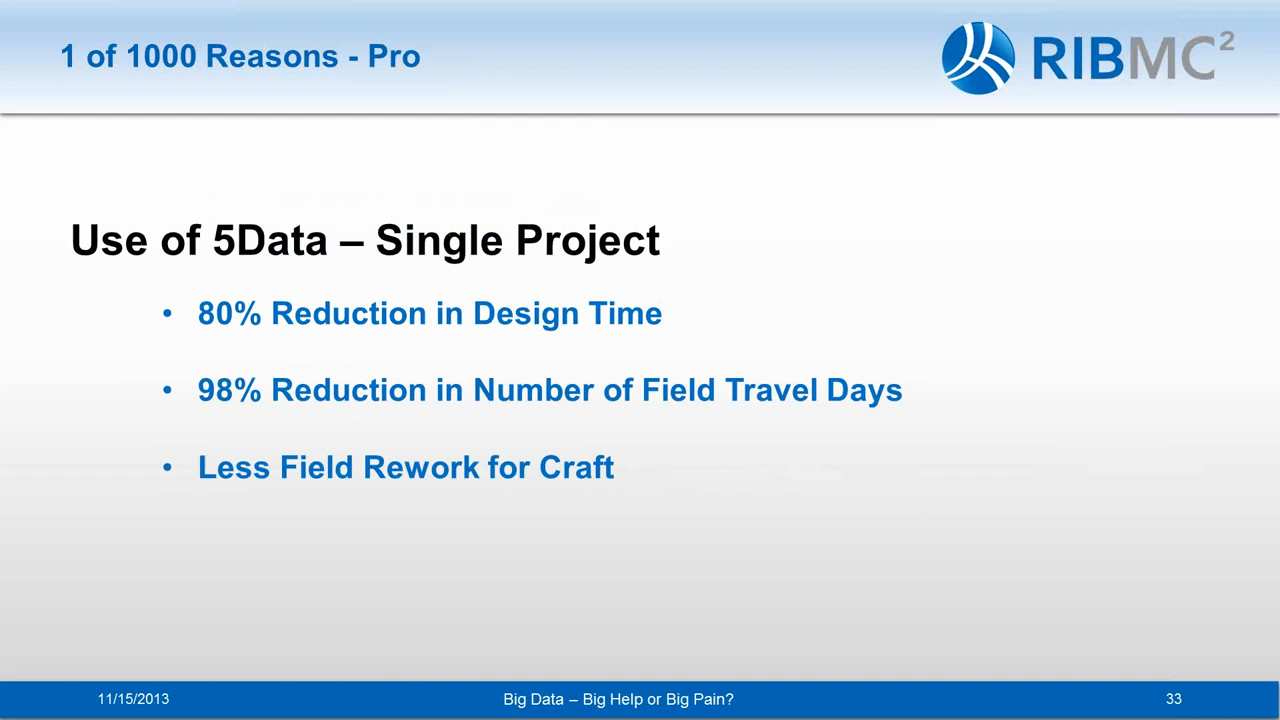 1 of 1000 Reasons - Pro
RIBMC²
Use of 5Data – Single Project
• 80% Reduction in Design Time
• 98% Reduction in Number of Field Travel Days
• Less Field Rework for Craft
11/15/2013
Big Data – Big Help or Big Pain?
33